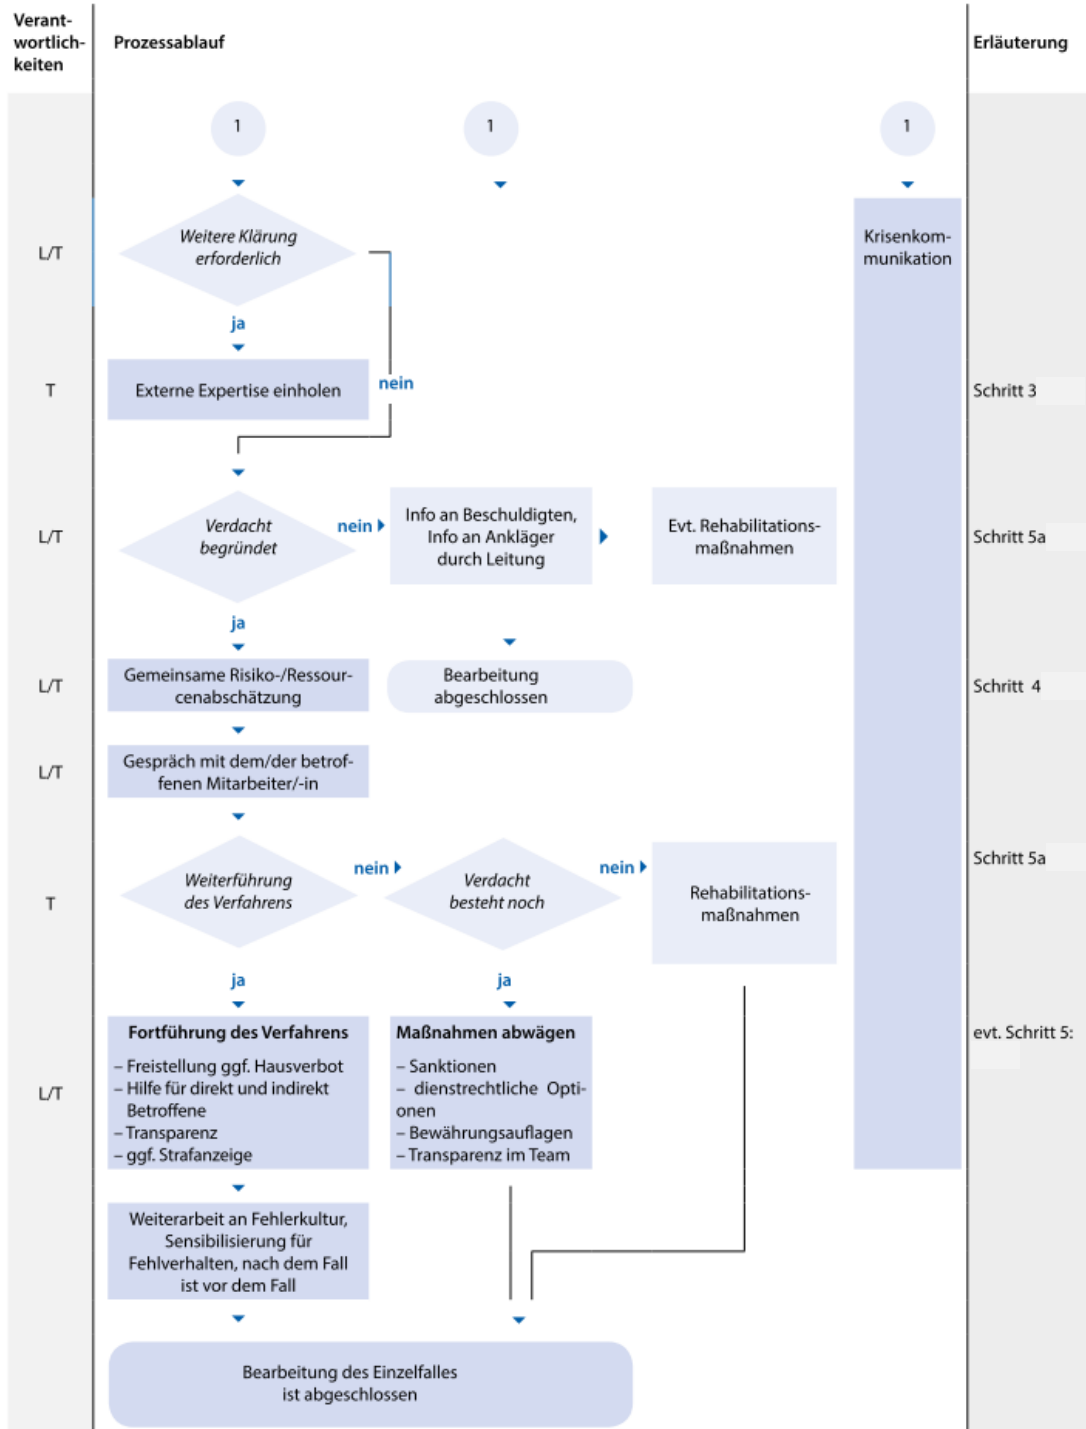 Verant-
wortlich-
keiten
Prozessablauf
Erläuterung
1
1
1
L/T
Weitere Klärung
erforderlich
Krisenkom-
munikation
ja
T
Externe Expertise einholen
nein
Schritt 3
L/T
Verdacht
begründet
nein
Info an Beschuldigten,
Info an Ankläger
durch Leitung
Evt. Rehabilitations-
maßnahmen
Schritt 5a
ja
L/T
Gemeinsame Risiko-/Ressour-
cenabschätzung
Bearbeitung
abgeschlossen
Schritt 4
L/T
Gespräch mit dem/der betrof-
fenen Mitarbeiter/-in
T
Weiterführung
des Verfahrens
nein
Verdacht
besteht noch
nein
Rehabilitations-
maßnahmen
Schritt 5a
ja
ja
L/T
Fortführung des Verfahrens
– Freistellung ggf. Hausverbot
– Hilfe für direkt und indirekt
Betroffene
– Transparenz
– ggf. Strafanzeige
Maßnahmen abwägen
– Sanktionen
– dienstrechtliche Opti-
onen
– Bewährungsauflagen
– Transparenz im Team
evt. Schritt 5:
Weiterarbeit an Fehlerkultur,
Sensibilisierung für
Fehlverhalten, nach dem Fall
ist vor dem Fall
Bearbeitung des Einzelfalles
ist abgeschlossen